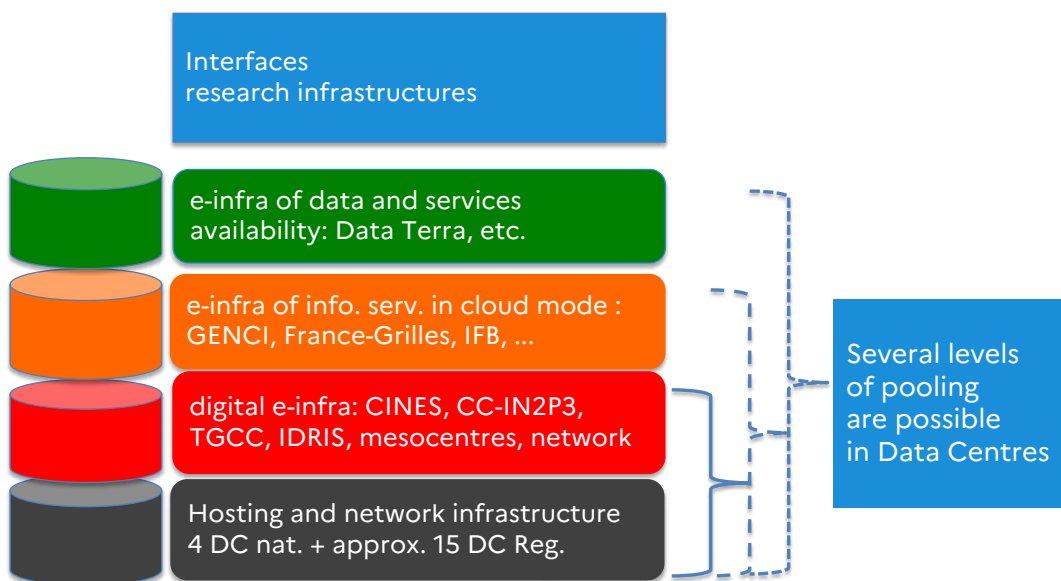 Interfaces
research infrastructures
e-infra of data and services
availability: Data Terra, etc.
e-infra of info. serv. in cloud mode :
GENCI, France-Grilles, IFB, ...
digital e-infra: CINES, CC-IN2P3,
TGCC, IDRIS, mesocentres, network
Hosting and network infrastructure
4 DC nat. + approx. 15 DC Reg.
Several levels
of pooling
are possible
in Data Centres